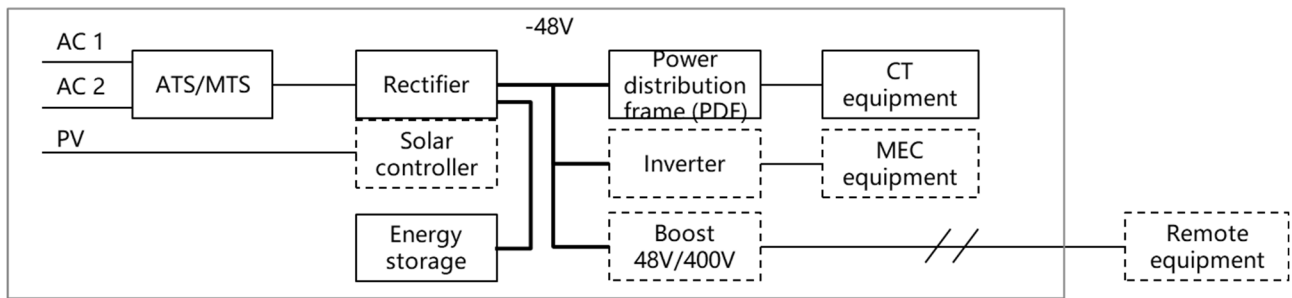 -48V
AC 1
AC 2
PV
ATS/MTS
Rectifier
Solar
controller
Energy
storage
Power
distribution
frame (PDF)
CT
equipment
Inverter
MEC
equipment
Boost
48V/400V
Remote
equipment